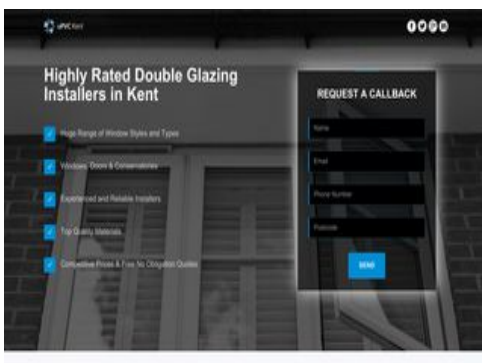 uPVC Kent
Highly Rated Double Glazing
Installers in Kent
Huge Range of Window Styles and Types
Windows, Doors & Conservatories
Experienced and Reliable Installers
Top Quality Materials
Competitive Prices & Free No Obligation Quotes
REQUEST A CALLBACK
Name
Email
Phone Number
Postcode
SEND